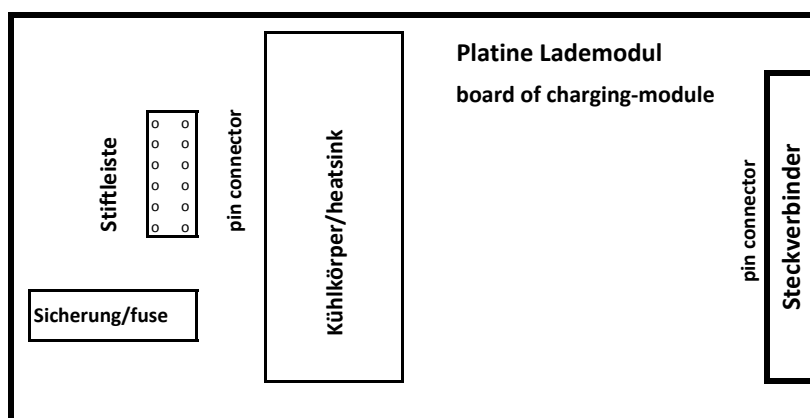 Platine Lademodul
board of charging-module
Stiftleiste
o o
o o
o o
o o
o o
o o
pin connector
Kühlkörper/heatsink
pin connector
Steckverbinder
Sicherung/fuse